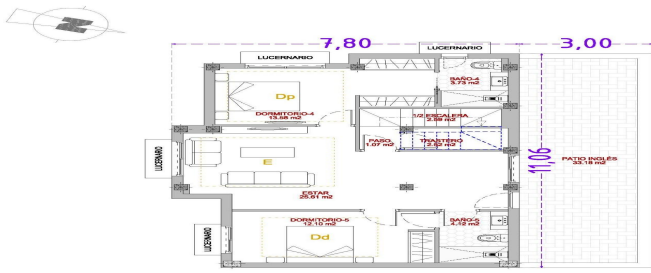 7,80
3,00
LUCERNARIO
LUCERNARIO
BAÑO-4
3.73 m2
Dp
DORMITORIO-4
13.58 m2
1/2 ESCALERA
2.59 m2
PASO
1.07 m2
TRASTERO
2.52 m2
LUCERNARIO
E
11,06
PATIO INGLÉS
33.18 m2
ESTAR
25.61 m2
DORMITORIO-5
12.10 m2
BAÑO-5
4.12 m2
LUCERNARIO
Dd